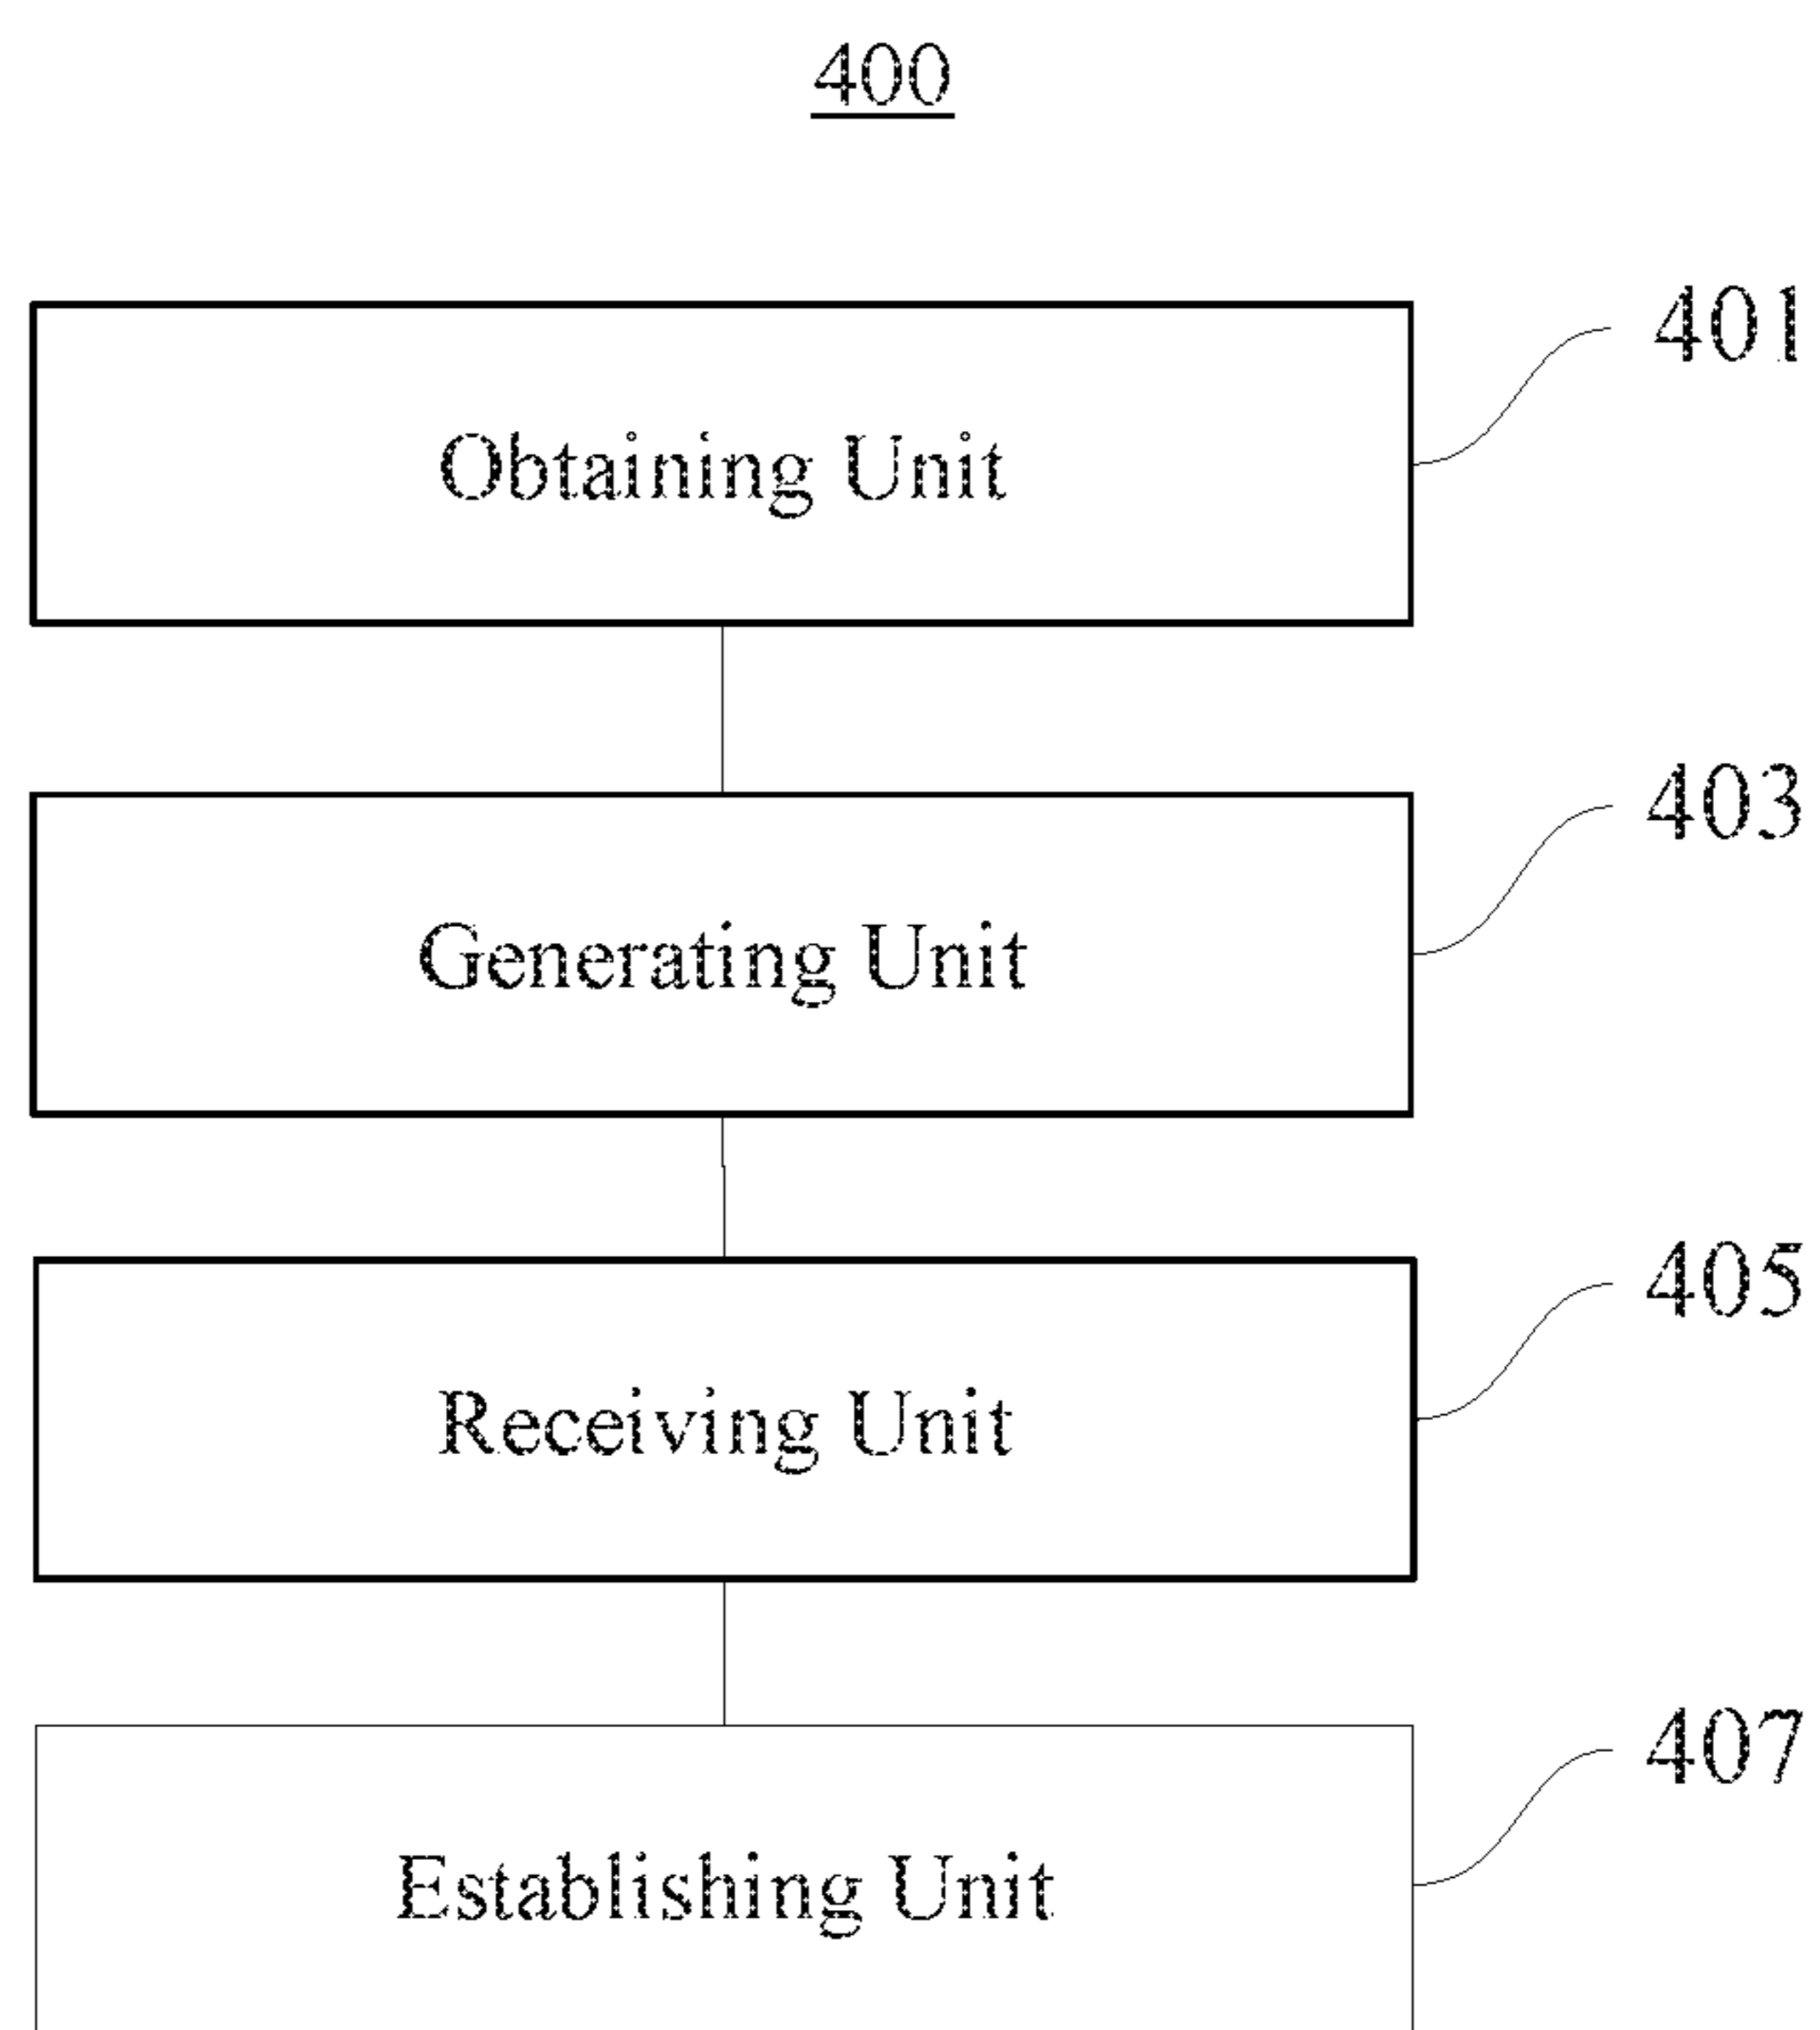 400
401
Obtaining Unit
403
Generating Unit
405
Receiving Unit
407
Establishing Unit